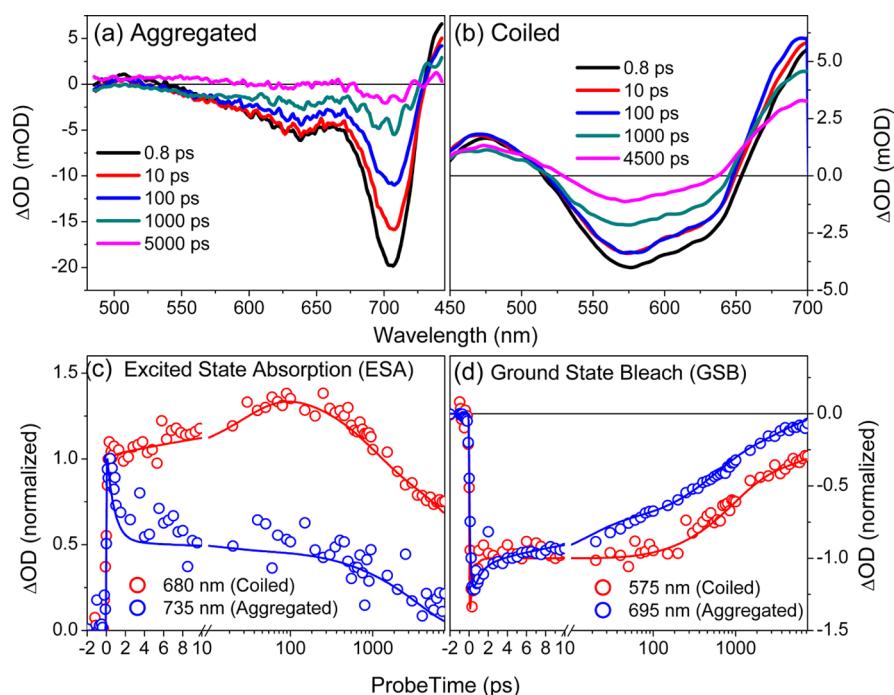 (a) Aggregated
(b) Coiled
5
0
-5
-10
-15
-20
0.8 ps
10 ps
100 ps
1000 ps
5000 ps
0.8 ps
10 ps
100 ps
1000 ps
4500 ps
5.0
2.5
0.0
-2.5
-5.0
ΔOD (mOD)
ΔOD (mOD)
500 550 600 650 700 450 500 550 600 650 700
Wavelength (nm)
(c) Excited State Absorption (ESA)
(d) Ground State Bleach (GSB)
1.5
1.0
0.5
0.0
0.0
-0.5
-1.0
-1.5
ΔOD (normalized)
ΔOD (normalized)
680 nm (Coiled)
735 nm (Aggregated)
575 nm (Coiled)
695 nm (Aggregated)
-2 0 2 4 6 8 10 100 1000 -2 0 2 4 6 8 10 100 1000
ProbeTime (ps)